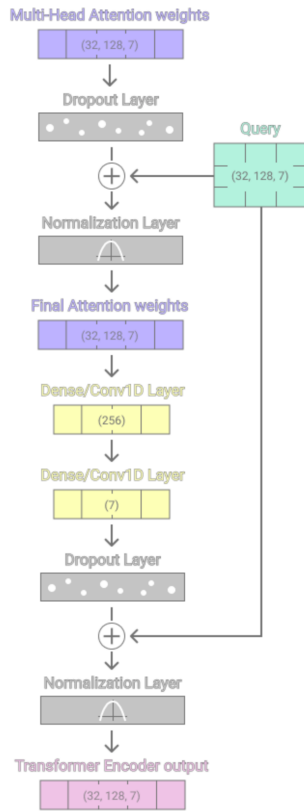 Multi-Head Attention weights
(32, 128, 7)
Dropout Layer
Query
(32, 128, 7)
Normalization Layer
Final Attention weights
(32, 128, 7)
Dense/Conv1D Layer
(256)
Dense/Conv1D Layer
(7)
Dropout Layer
Normalization Layer
Transformer Encoder output
(32, 128, 7)